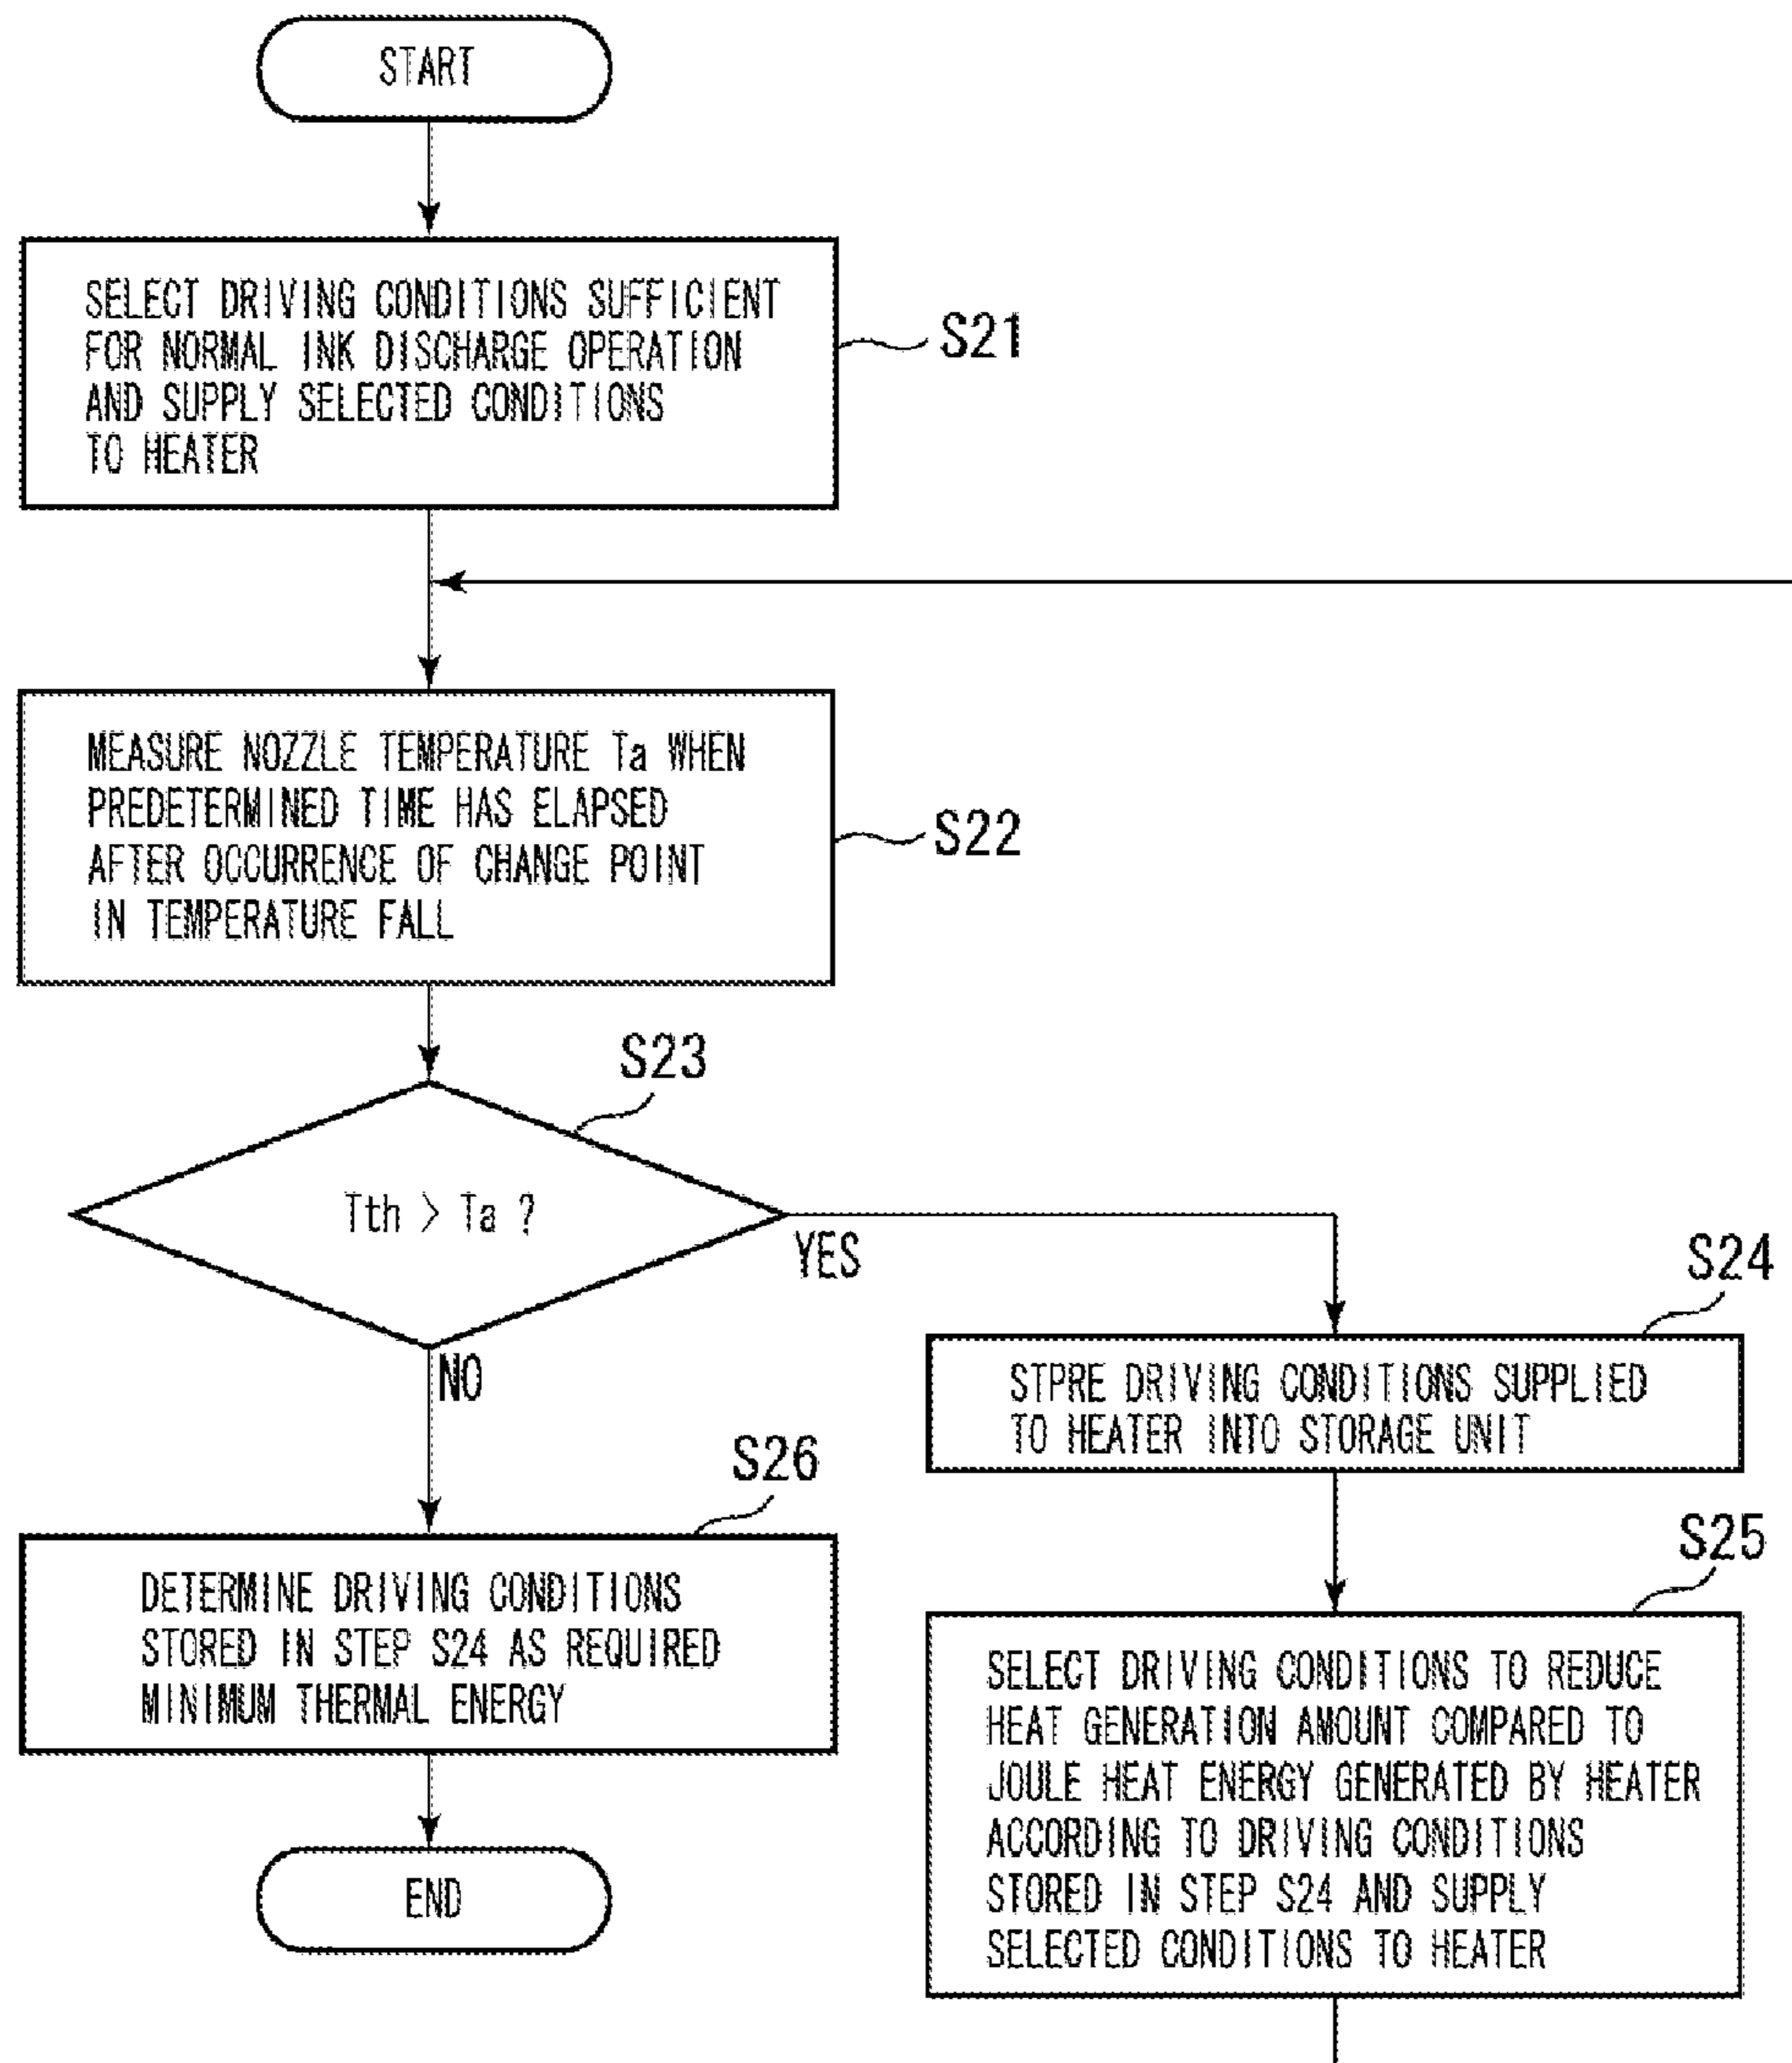 START
SELECT DRIVING CONDITIONS SUFFICIENT
FOR NORMAL INK DISCHARGE OPERATION
AND SUPPLY SELECTED CONDITIONS
TO HEATER
S21
MEASURE NOZZLE TEMPERATURE Ta WHEN
PREDETERMINED TIME HAS ELAPSED
AFTER OCCURRENCE OF CHANGE POINT
IN TEMPERATURE FALL
S22
S23
Tth > Ta ?
YES
NO
S24
STPRE DRIVING CONDITIONS SUPPLIED
TO HEATER INTO STORAGE UNIT
S25
SELECT DRIVING CONDITIONS TO REDUCE
HEAT GENERATION AMOUNT COMPARED TO
JOULE HEAT ENERGY GENERATED BY HEATER
ACCORDING TO DRIVING CONDITIONS
STORED IN STEP S24 AND SUPPLY
SELECTED CONDITIONS TO HEATER
S26
DETERMINE DRIVING CONDITIONS
STORED IN STEP S24 AS REQUIRED
MINIMUM THERMAL ENERGY
END